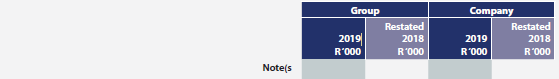 Group Company
Restated Restated
2019 2018 2019 2018
R'000 R'000 R'000 R'000
Note(s